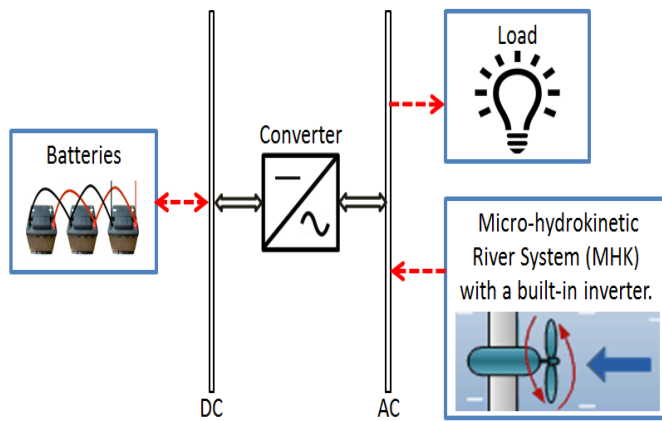 Load
Converter
Batteries
Micro-hydrokinetic
River System (MHK)
with a built-in inverter.
DC
AC